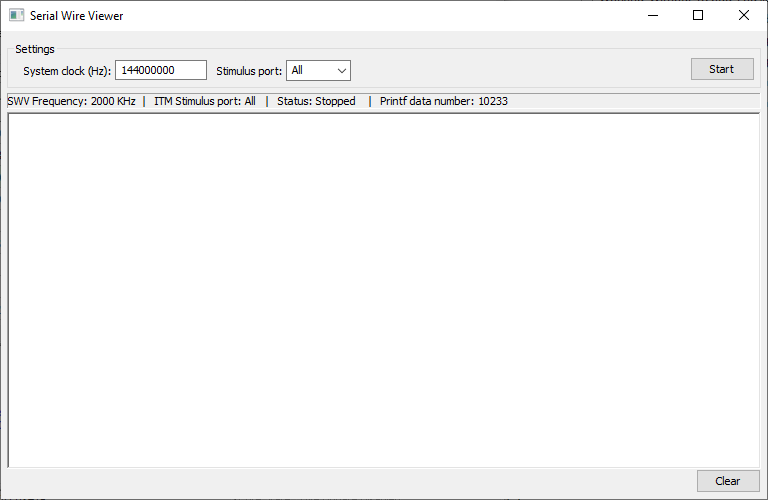 Serial Wire Viewer
Settings
System clock (Hz): 144000000 Stimulus port: All Start
SWV Frequency: 2000 KHz | ITM Stimulus port: All | Status: Stopped | Printf data number: 10233
Clear